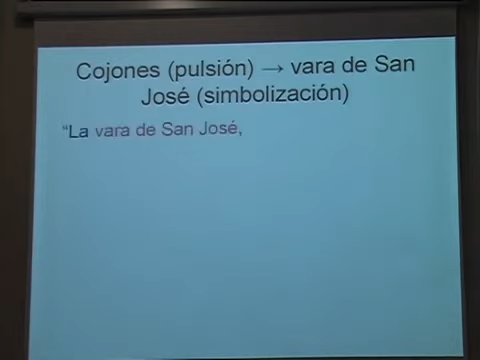 Cojones (pulsión) → vara de San
José (simbolización)
“La vara de San José,